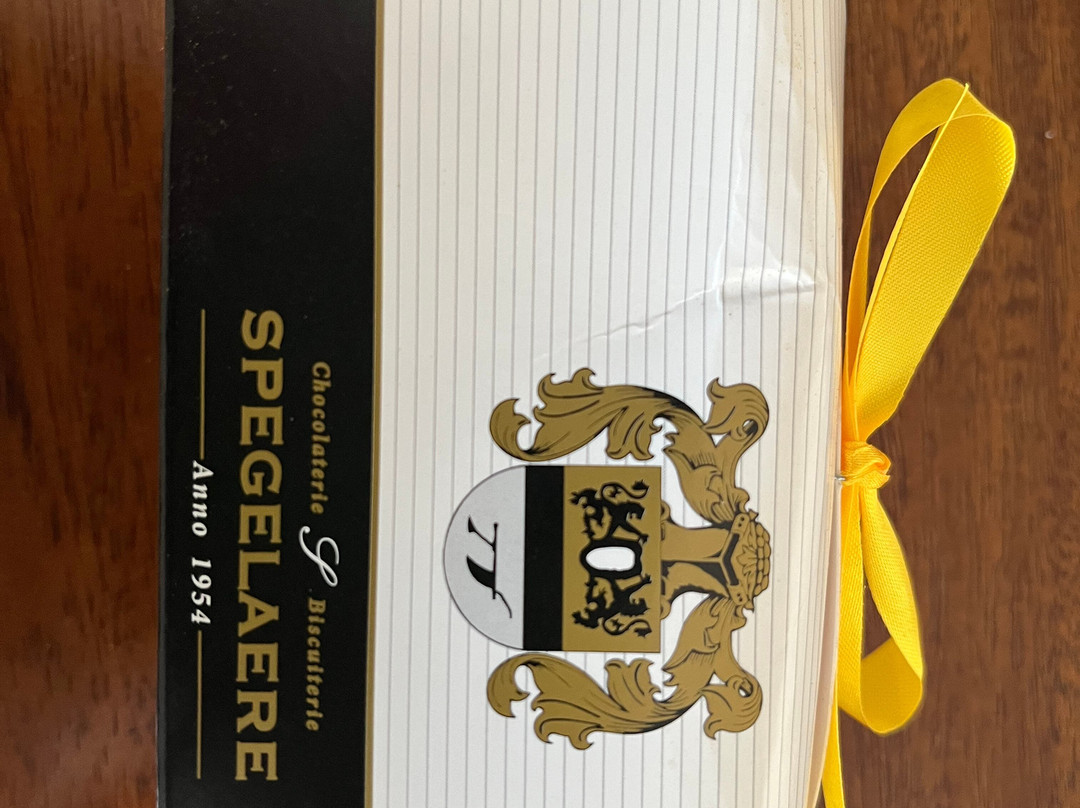 Chocolaterie S Biscuiterie
SPEGELAERE
Anno 1954